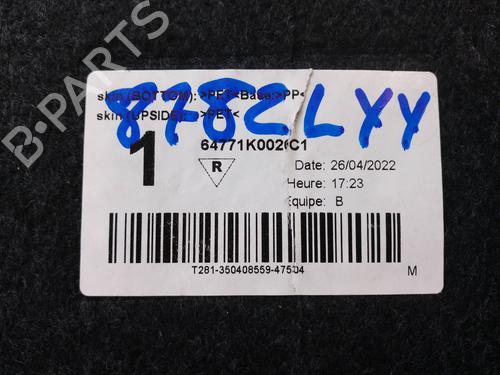 skin (BOTTOM): >PET<Base:>PP<
skin (UPSIDE): >PET<
878CLYY
1
64771K0020C1
R
Date: 26/04/2022
Heure: 17:23
Equipe: B
T281-350408559-47504
M
B-PARTS